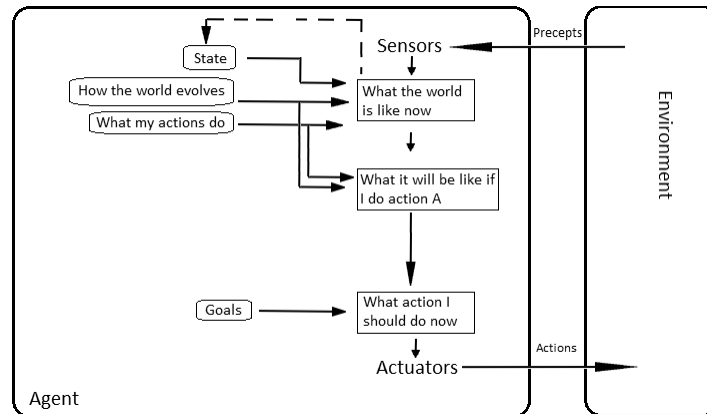 Sensors
Precepts
State
How the world evolves
What my actions do
What the world
is like now
What it will be like if
I do action A
Goals
What action I
should do now
Actuators
Actions
Agent
Environment